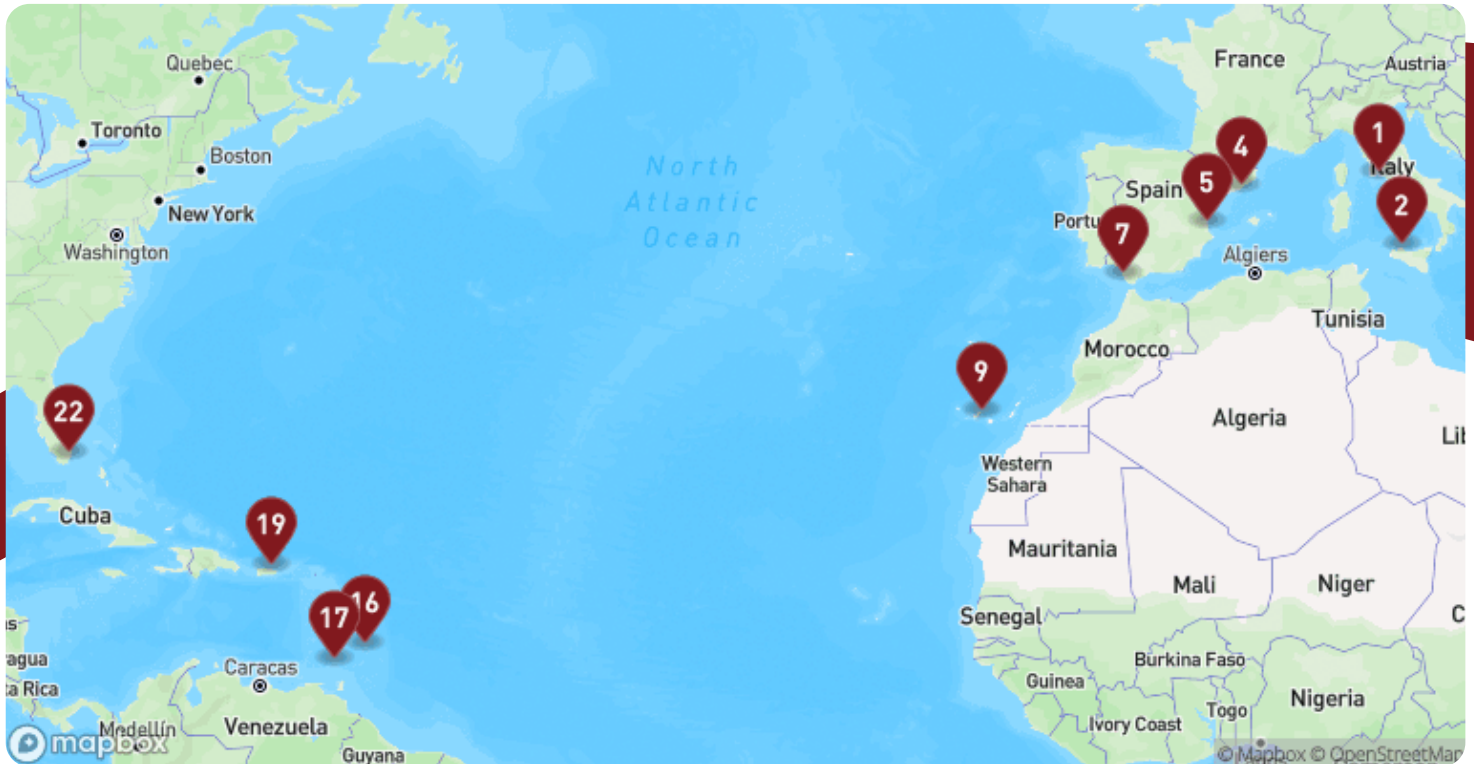 Quebec
Toronto
Boston
New York
Washington
North
Atlantic
Ocean
France
Austria
1
Italy
4
5
Spain
2
Portu
7
Algiers
Tunisia
Morocco
9
Algeria
Lib
Western
Sahara
22
Cuba
19
Mauritania
Mali
Niger
16
17
Senegal
C
Caracas
Burkina Faso
Guinea
Togo
Nigeria
Ivory Coast
agua
ta Rica
Medellín
Venezuela
Guyana
mapbox
© Mapbox © OpenStreetMap